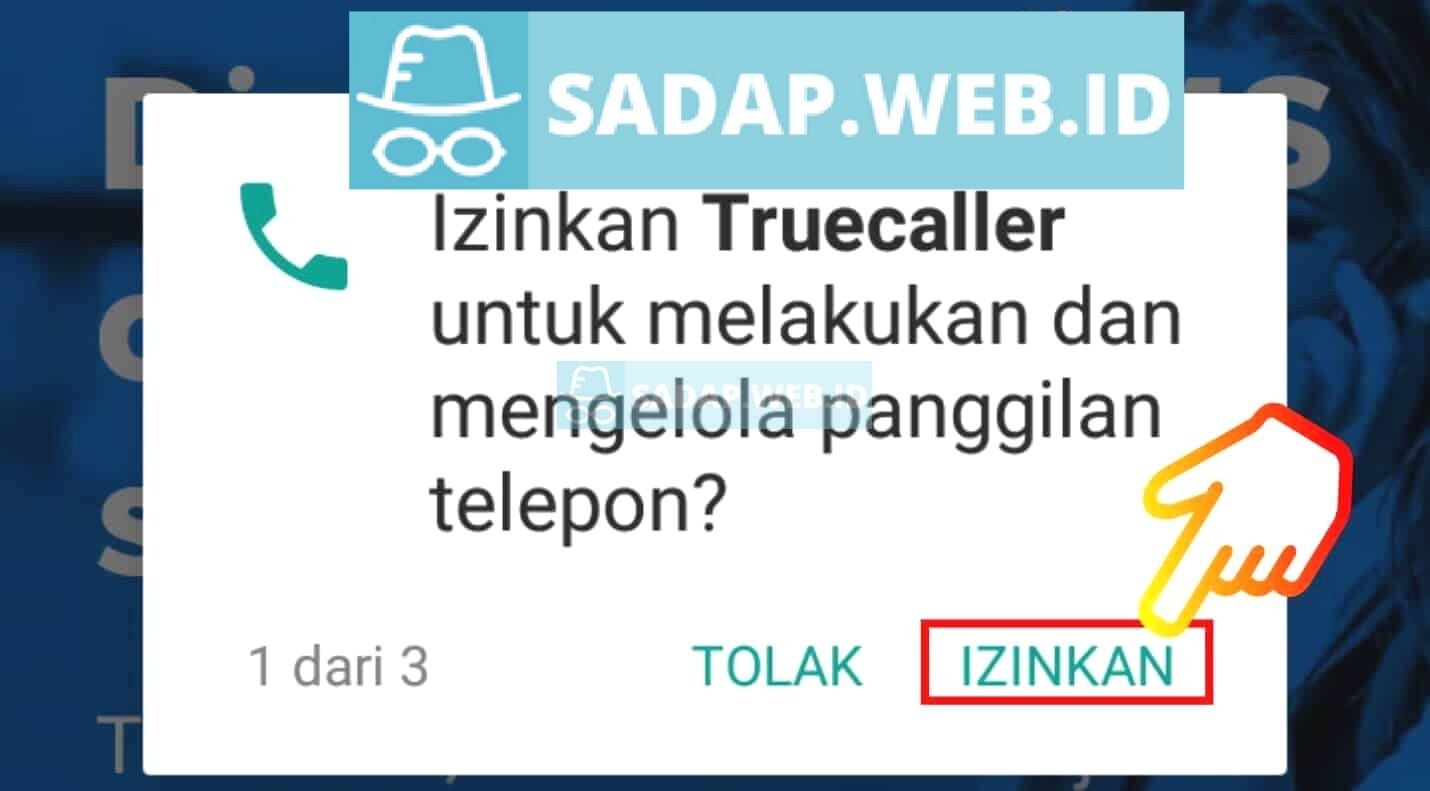 SADAP.WEB.ID
Izinkan Truecaller
untuk melakukan dan
SADAP.WEB.ID
mengelola panggilan
telepon?
1 dari 3 TOLAK IZINKAN